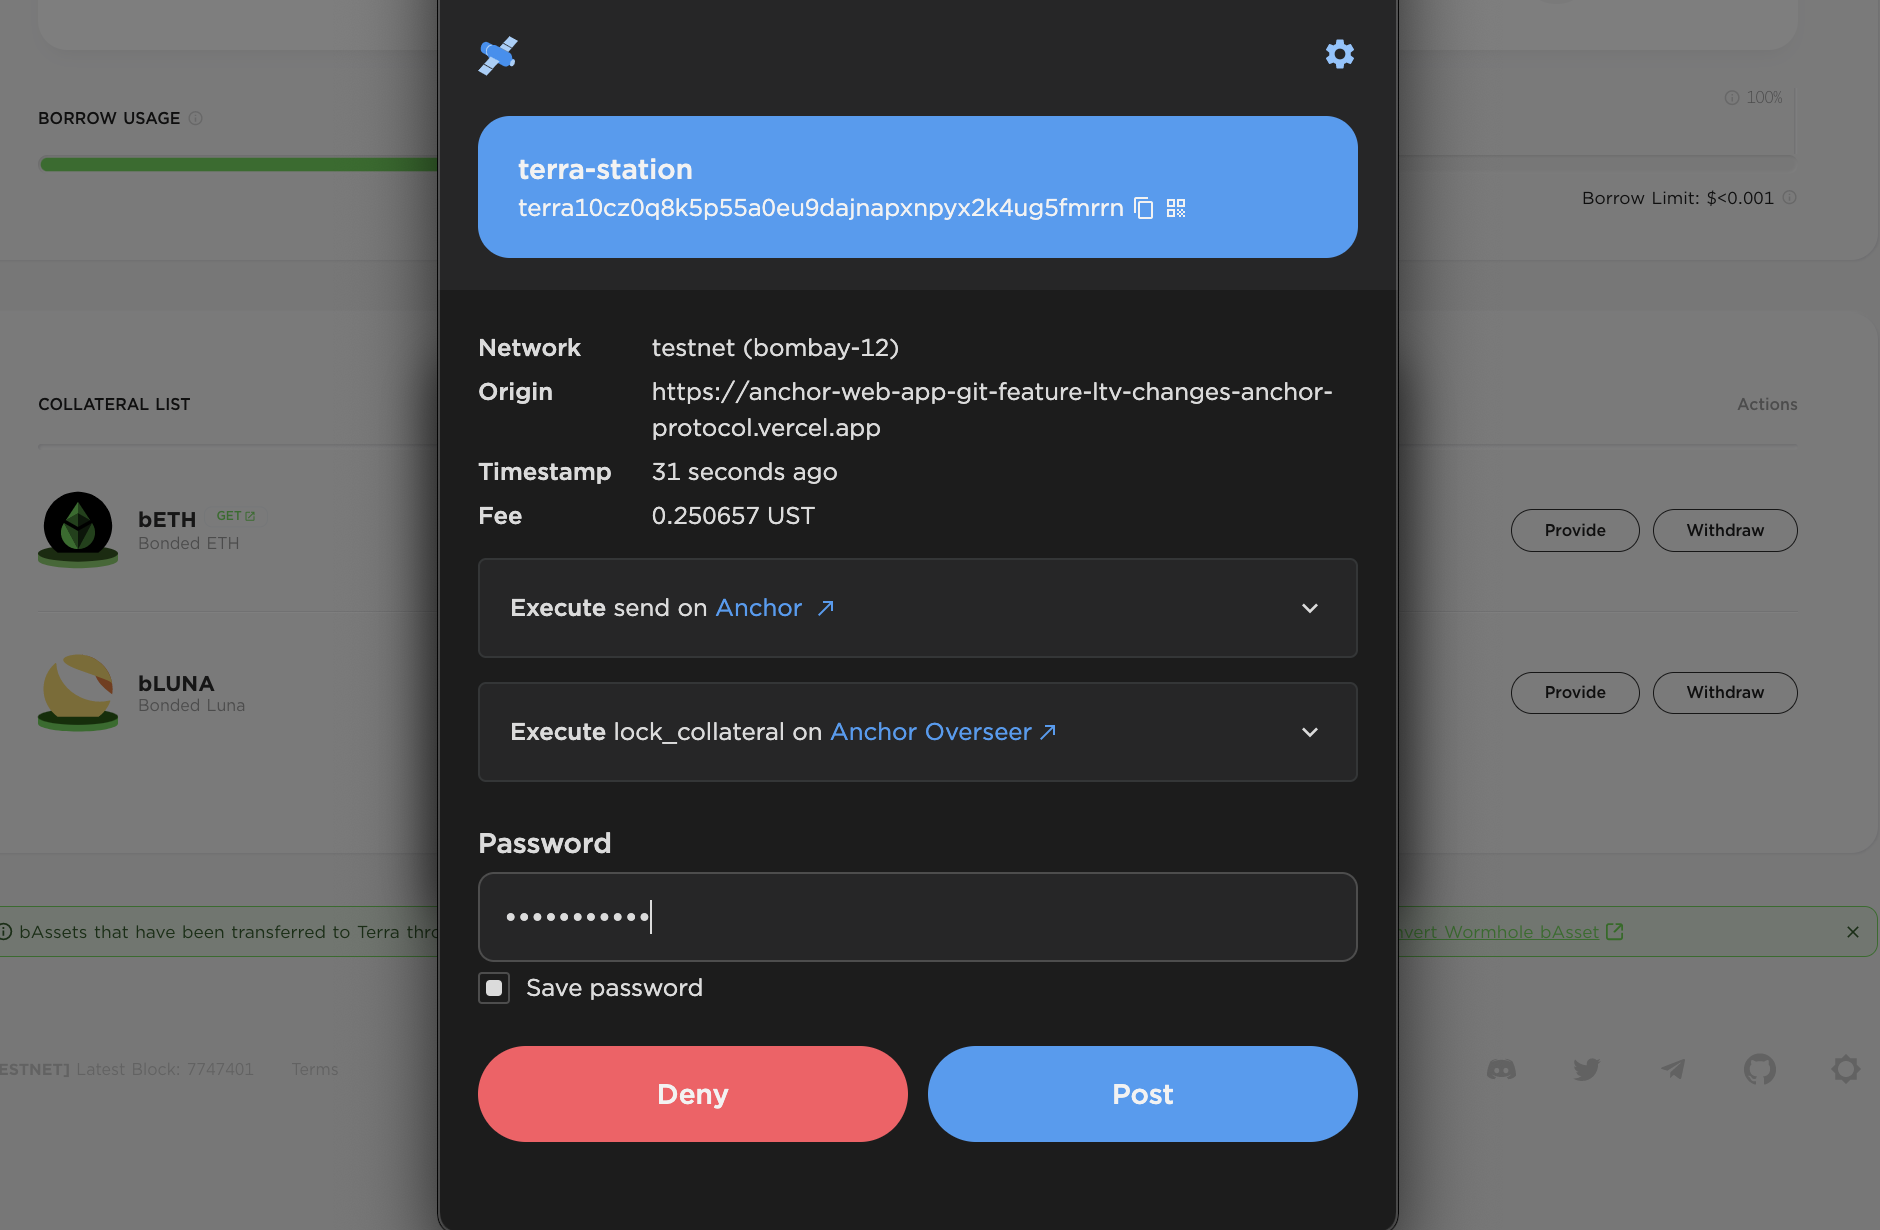 terra-station
terra10cz0q8k5p55a0eu9dajnapxnpyx2k4ug5fmrrn
BORROW USAGE
100%
Borrow Limit: $<0.001
Network testnet (bombay-12)
Origin https://anchor-web-app-git-feature-ltv-changes-anchor-
protocol.vercel.app
Timestamp 31 seconds ago
Fee 0.250657 UST
COLLATERAL LIST
Actions
bETH GET
Bonded ETH
Provide Withdraw
Execute send on Anchor
bLUNA
Bonded Luna
Provide Withdraw
Execute lock_collateral on Anchor Overseer
Password
•••••••••••
Save password
bAssets that have been transferred to Terra thro
nvert Wormhole bAsset
Deny Post
ESTNET] Latest Block: 7747401 Terms